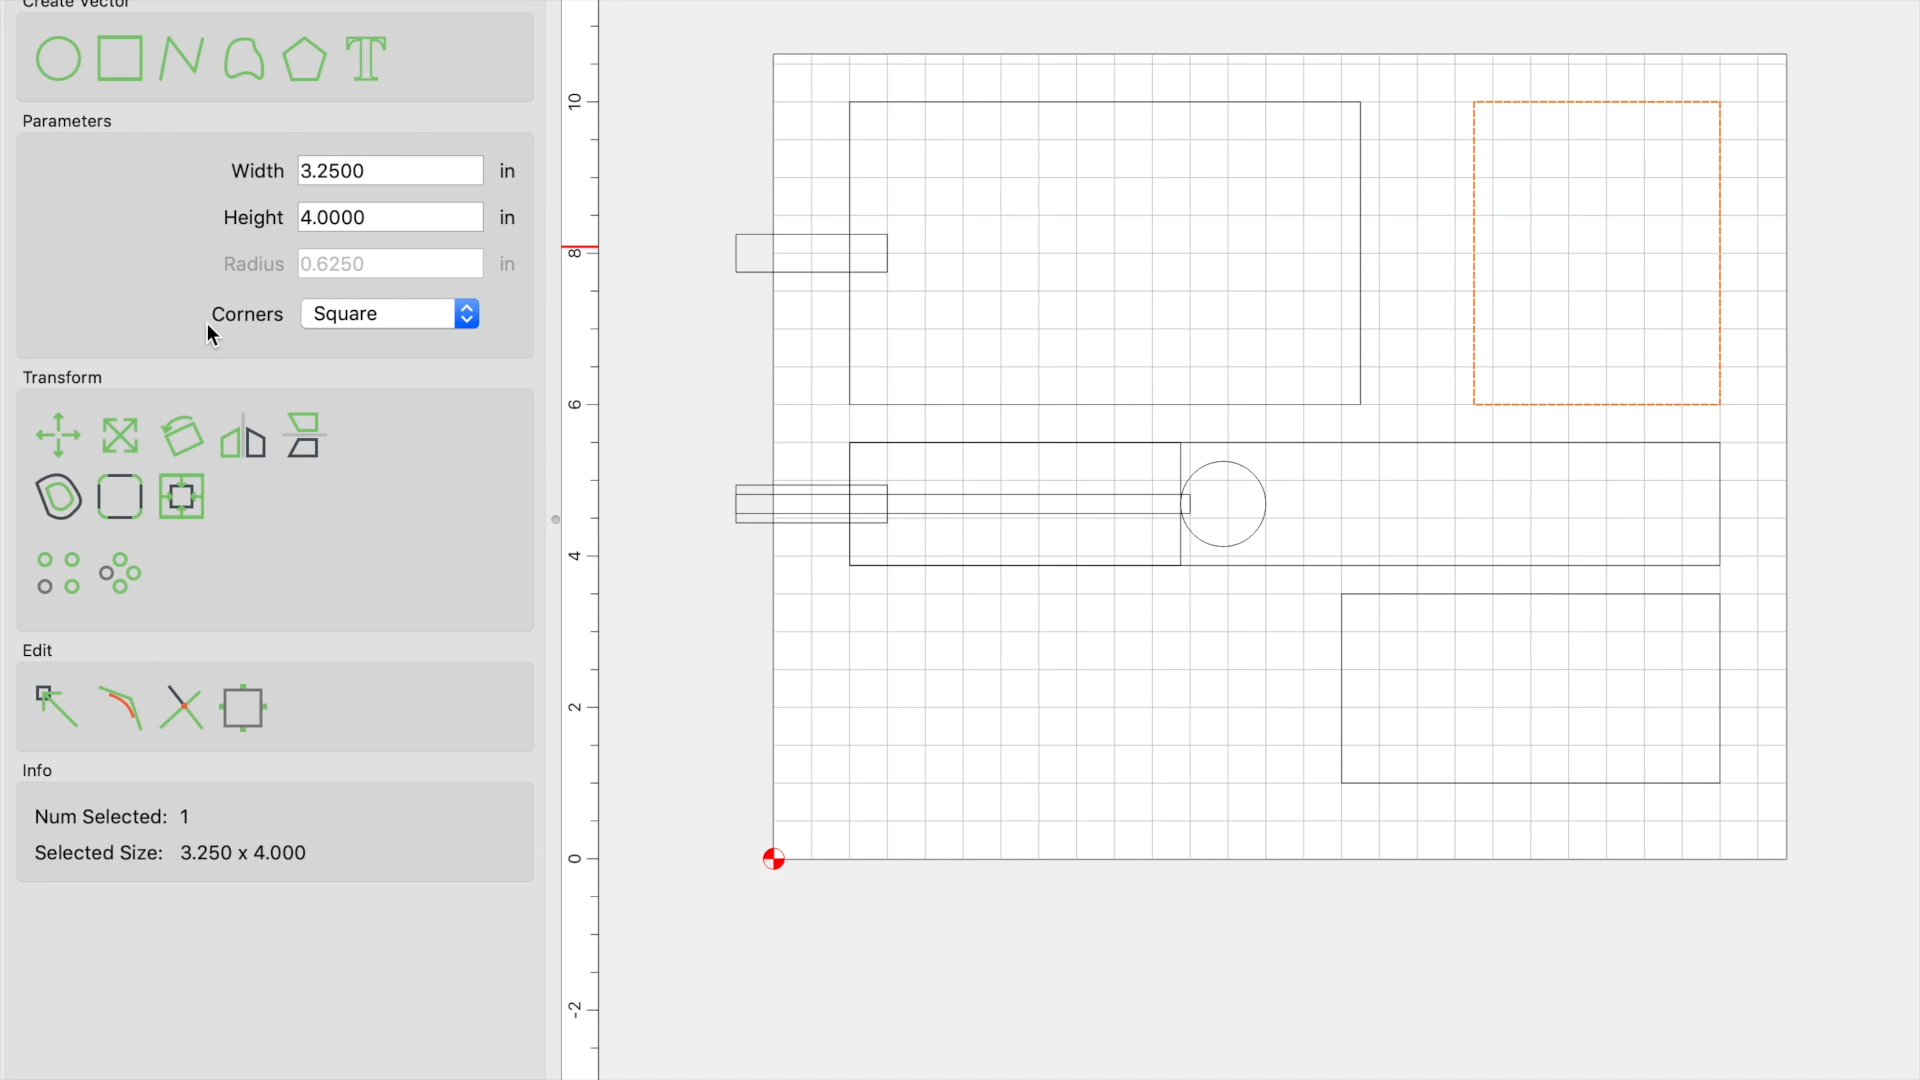 Create Vector
Parameters
Width 3.2500 in
Height 4.0000 in
Radius 0.6250 in
Corners Square
Transform
Edit
Info
Num Selected: 1
Selected Size: 3.250 x 4.000
10
8
6
4
2
0
-2